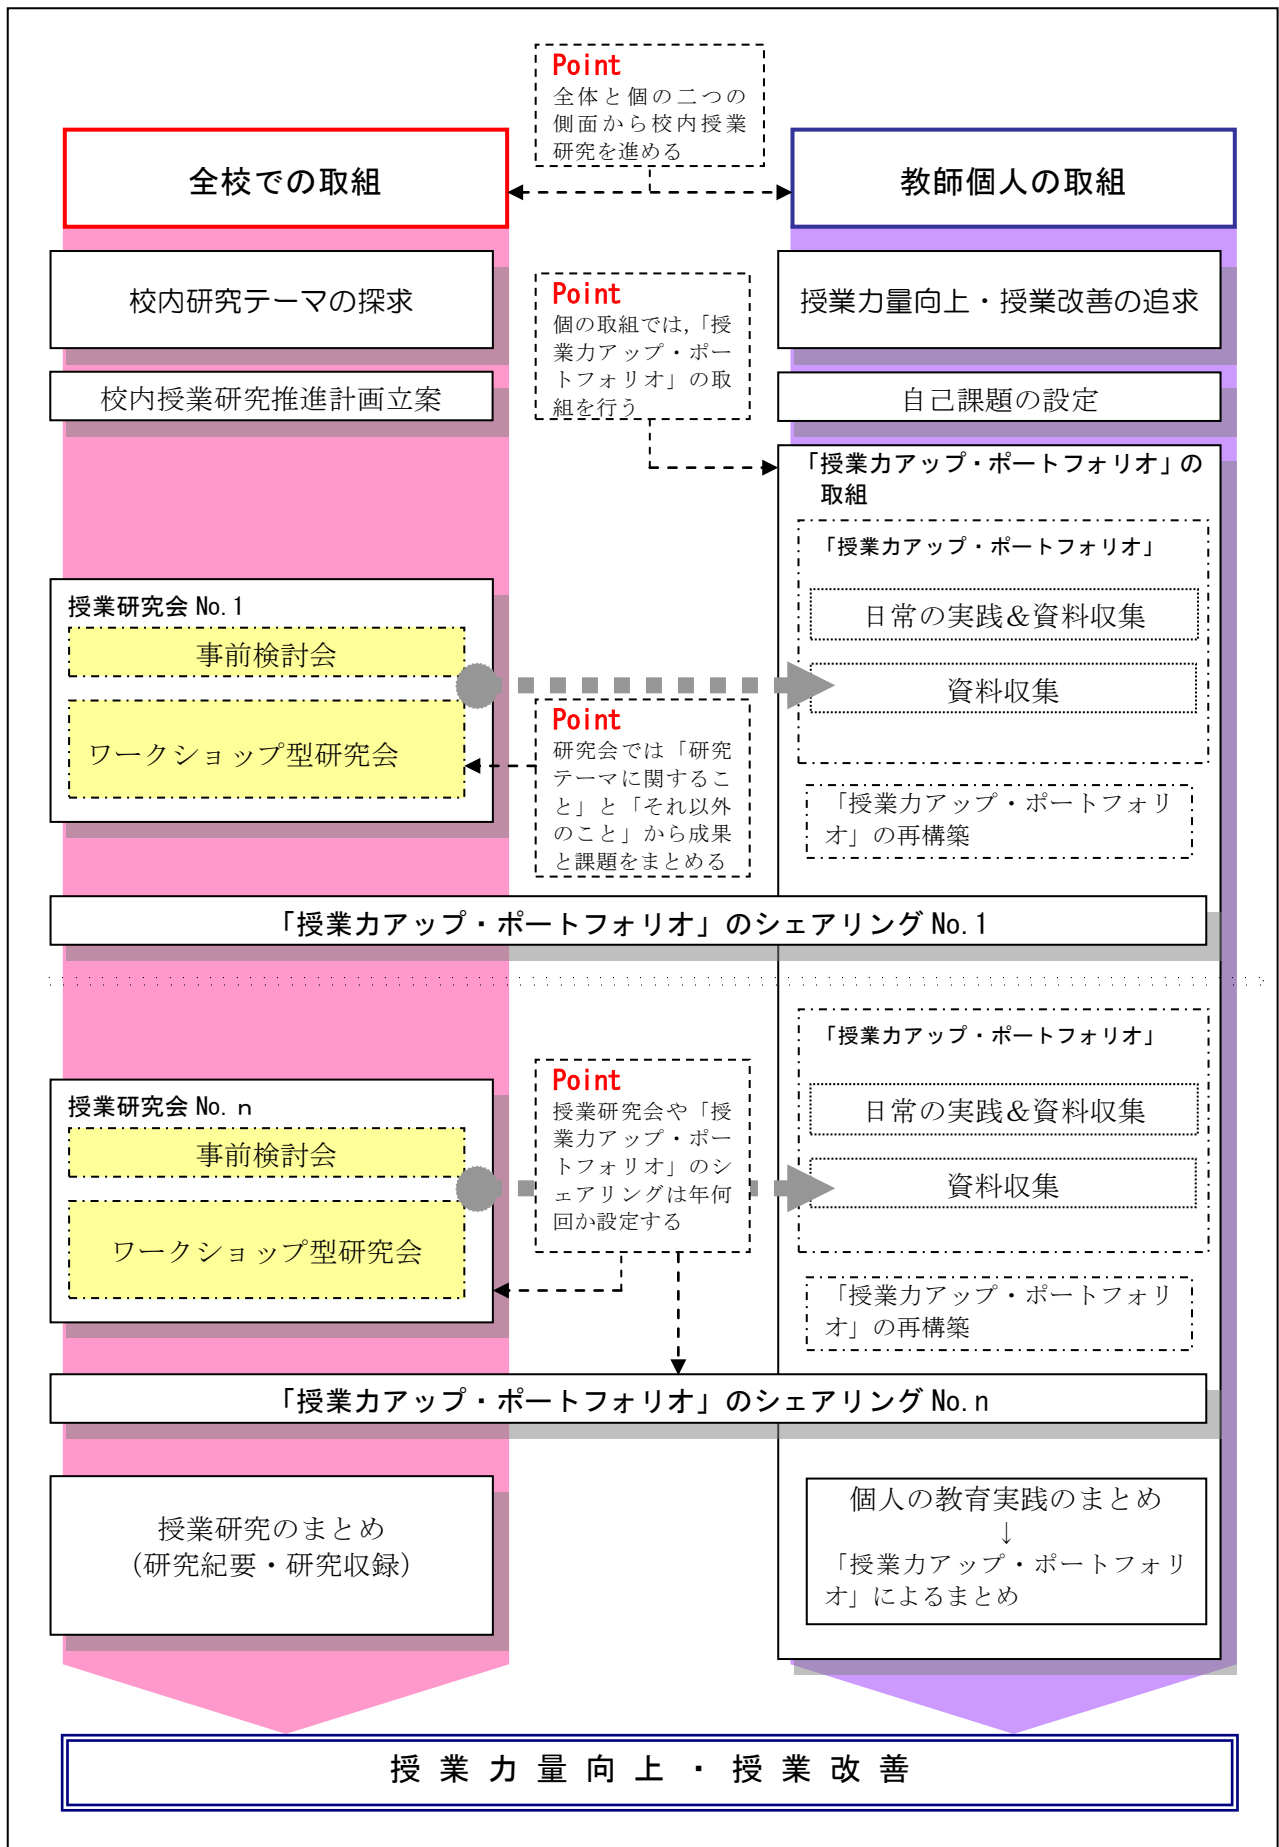 Point
全体と個の二つの
側面から校内授業
研究を進める
全校での取組
教師個人の取組
校内研究テーマの探求
授業力量向上・授業改善の追求
Point
個の取組では,「授
業力アップ・ポー
トフォリオ」の取
組を行う
校内授業研究推進計画立案
自己課題の設定
「授業力アップ・ポートフォリオ」の
取組
「授業力アップ・ポートフォリオ」
日常の実践＆資料収集
資料収集
授業研究会 No.1
事前検討会
ワークショップ型研究会
Point
研究会では「研究
テーマに関するこ
と」と「それ以外
のこと」から成果
と課題をまとめる
「授業力アップ・ポートフォリ
オ」の再構築
「授業力アップ・ポートフォリオ」のシェアリング No.1
「授業力アップ・ポートフォリオ」
日常の実践＆資料収集
資料収集
授業研究会 No.ｎ
事前検討会
ワークショップ型研究会
Point
授業研究会や「授
業力アップ・ポー
トフォリオ」のシ
ェアリングは年何
回か設定する
「授業力アップ・ポートフォリ
オ」の再構築
「授業力アップ・ポートフォリオ」のシェアリング No.n
授業研究のまとめ
（研究紀要・研究収録）
個人の教育実践のまとめ
↓
「授業力アップ・ポートフォリ
オ」によるまとめ
授業力量向上・授業改善